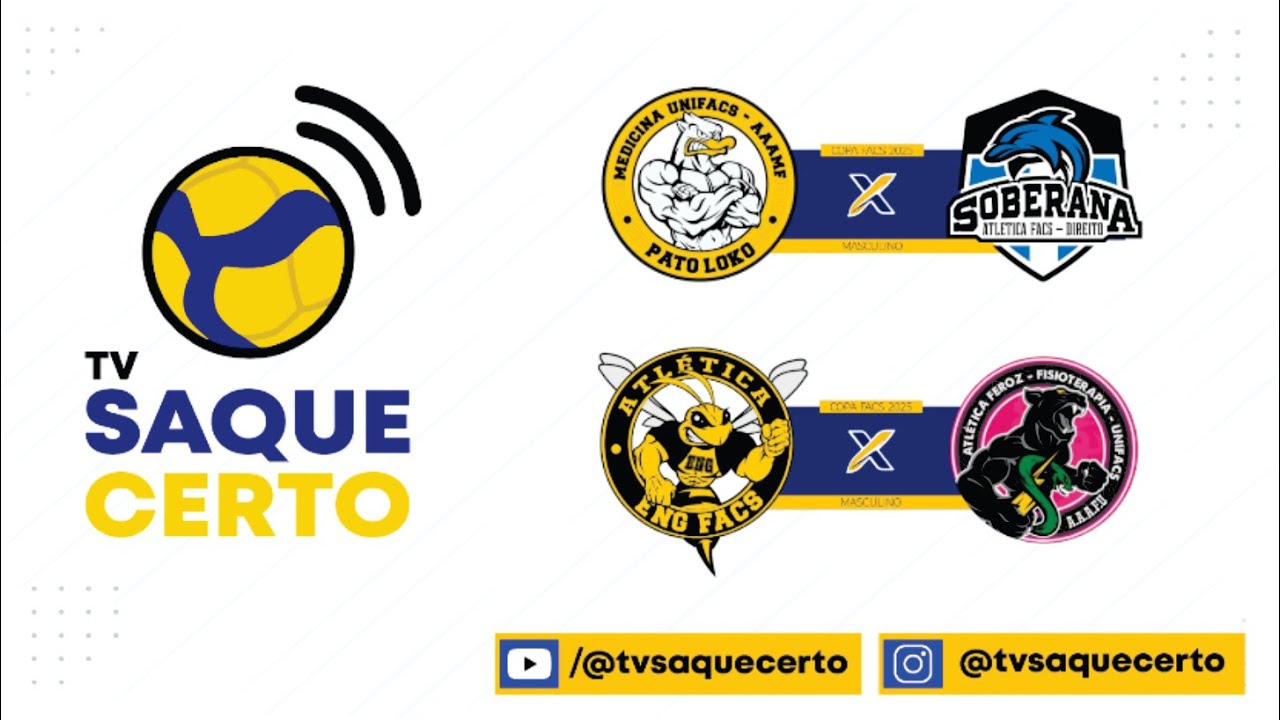 TV
SAQUE
CERTO
MEDICINA UNIFACS - AAAMF
PATO LOKO
COPA FACS 2025
X
MASCULINO
SOBERANA
ATLETICA FACS - DIREITO
ATLÉTICA
ENG
ENG FACS
COPA FACS 2025
X
MASCULINO
ATLÉTICA FEROZ - FISIOTERAPIA - UNIFACS
A.A.A.F.U
/@tvsaquecerto
@tvsaquecerto